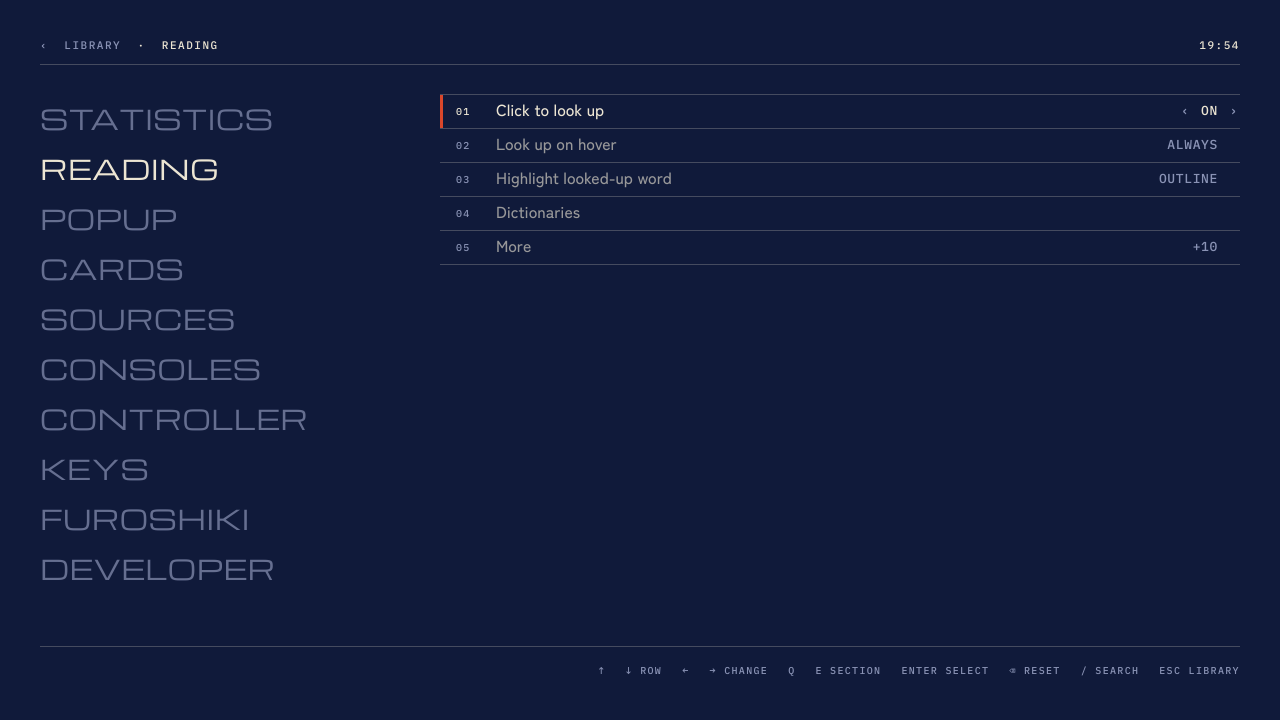 ‹ LIBRARY · READING 19:54
STATISTICS
READING
POPUP
CARDS
SOURCES
CONSOLES
CONTROLLER
KEYS
FUROSHIKI
DEVELOPER
01 Click to look up ‹ ON ›
02 Look up on hover ALWAYS
03 Highlight looked-up word OUTLINE
04 Dictionaries
05 More +10
↑ ↓ ROW ← → CHANGE Q E SECTION ENTER SELECT ⌫ RESET / SEARCH ESC LIBRARY